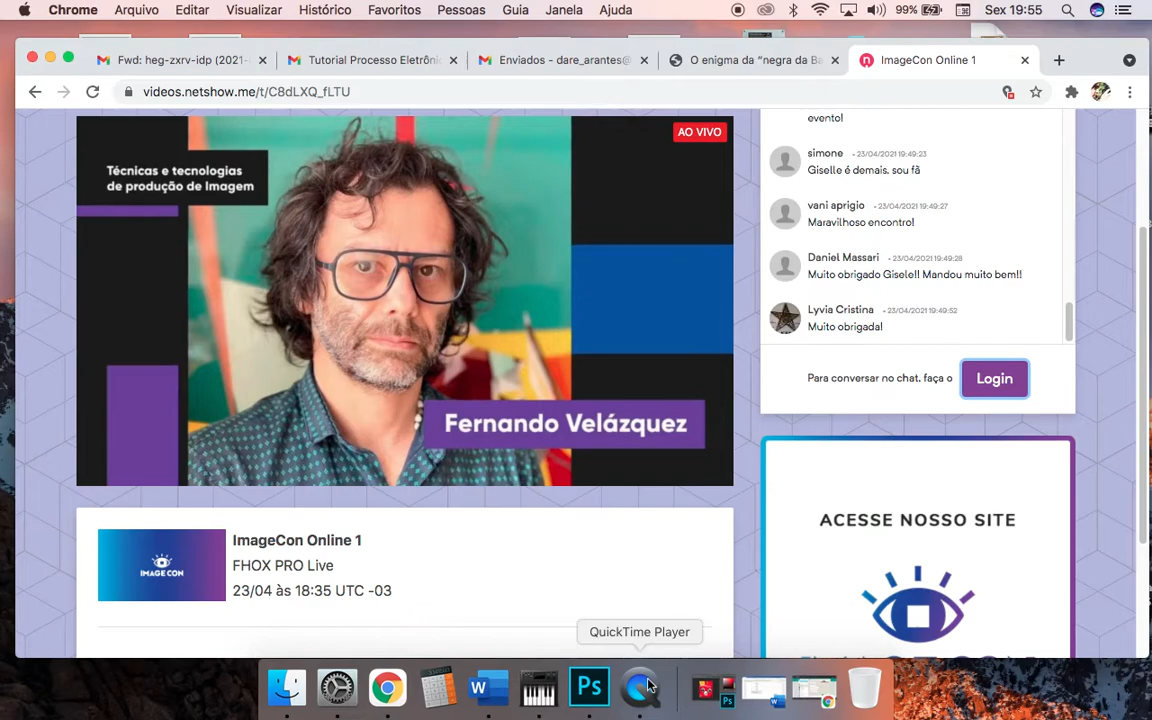 Chrome Arquivo Editar Visualizar Histórico Favoritos Pessoas Guia Janela Ajuda 99% Sex 19:55
Fwd: heg-zxrv-idp (2021- Tutorial Processo Eletrôni Enviados - dare_arantes@ O enigma da “negra da Ba ImageCon Online 1
videos.netshow.me/t/C8dLXQ_fLTU
AO VIVO
Técnicas e tecnologias
de produção de Imagem
Fernando Velázquez
evento!
simone • 23/04/2021 19:49:23
Giselle é demais, sou fã
vani aprigio • 23/04/2021 19:49:27
Maravilhoso encontro!
Daniel Massari • 23/04/2021 19:49:28
Muito obrigado Gisele!! Mandou muito bem!!
Lyvia Cristina • 23/04/2021 19:49:52
Muito obrigada!
Para conversar no chat, faça o Login
ImageCon Online 1
FHOX PRO Live
23/04 às 18:35 UTC -03
IMAGE CON
ACESSE NOSSO SITE
QuickTime Player
W
Ps
Ps